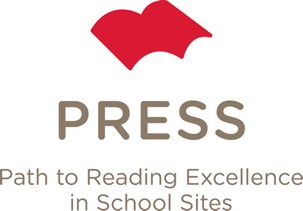 PRESS
Path to Reading Excellence
in School Sites